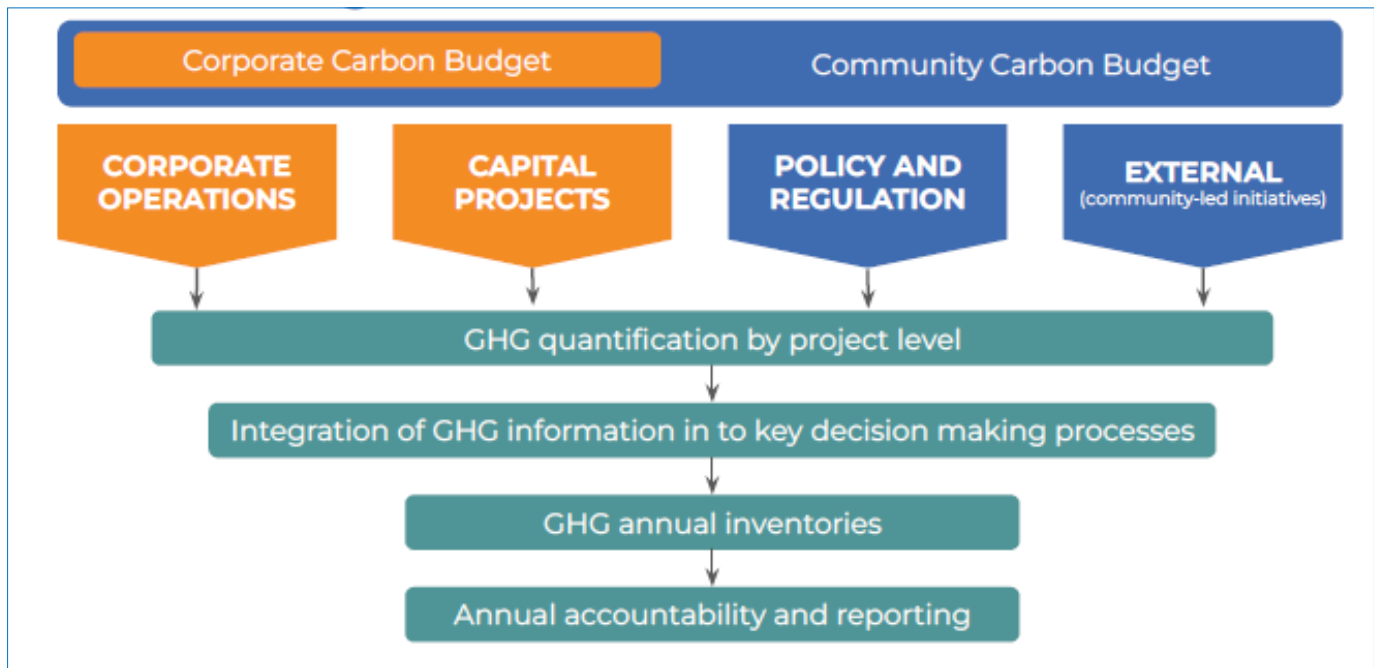 Corporate Carbon Budget
Community Carbon Budget
CORPORATE
OPERATIONS
CAPITAL
PROJECTS
POLICY AND
REGULATION
EXTERNAL
(community-led initiatives)
GHG quantification by project level
Integration of GHG information in to key decision making processes
GHG annual inventories
Annual accountability and reporting